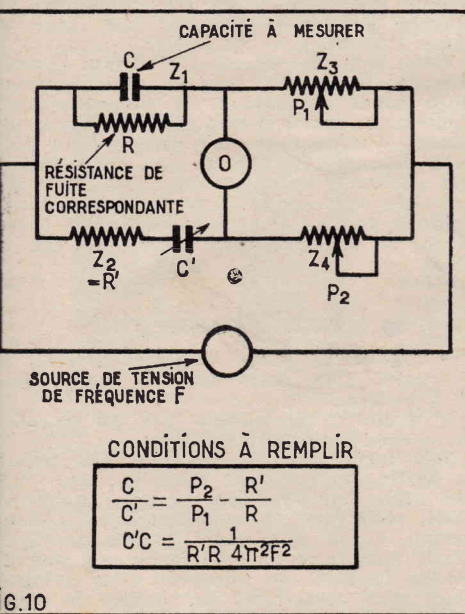 CAPACITÉ À MESURER
C
Z1
Z3
P1
R
O
RÉSISTANCE DE
FUITE
CORRESPONDANTE
Z2
=R'
C'
Z4
P2
SOURCE DE TENSION
DE FRÉQUENCE F
CONDITIONS À REMPLIR
C/C' = P2/P1 - R'/R
C'C = 1/R'R 4π²F²
G.10